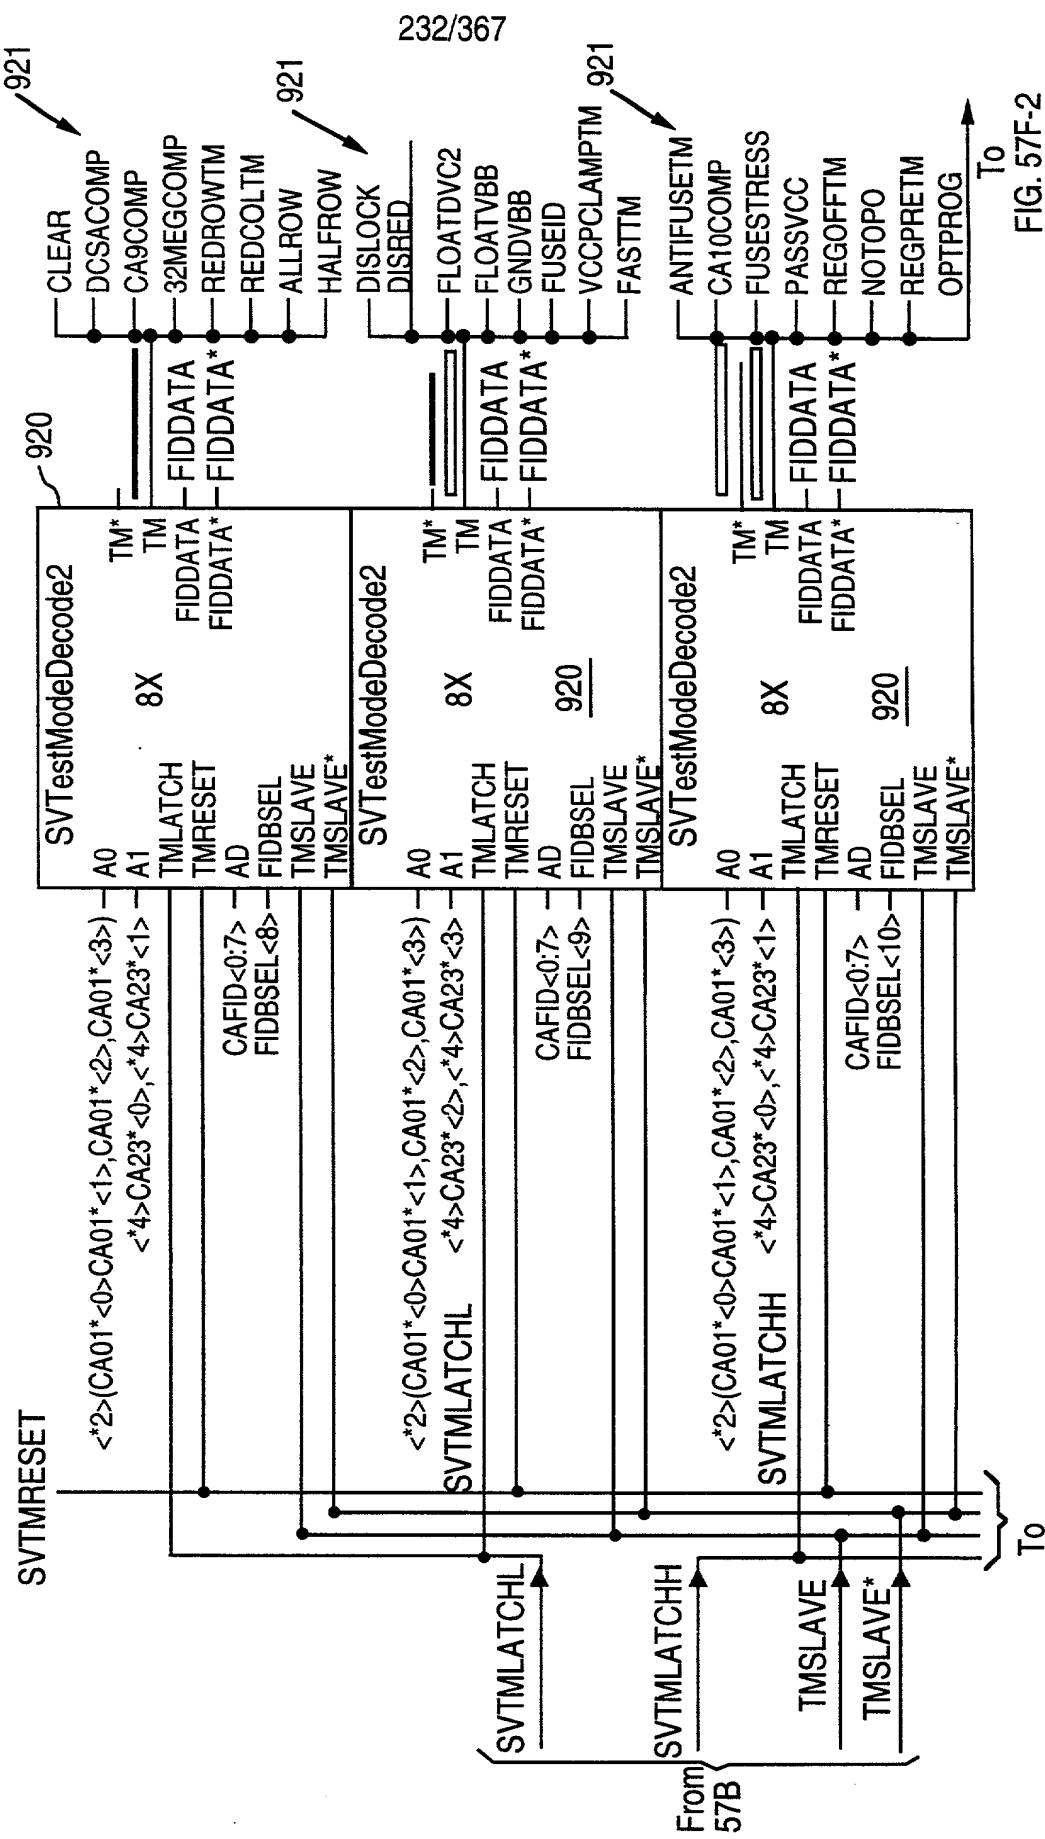 232/367
SVTMRESET
<*2>(CA01*<0>CA01*<1>,CA01*<2>,CA01*<3>)
<*4>CA23*<0>,<*4>CA23*<1>
CAFID<0:7>
FIDBSEL<8>
SVTestModeDecode2
A0
A1
TMLATCH
TMRESET
AD
FIDBSEL
TMSLAVE
TMSLAVE*
8X
TM*
TM
FIDDATA
FIDDATA*
920
FIDDATA
FIDDATA*
CLEAR
DCSACOMP
CA9COMP
32MEGCOMP
REDROWTM
REDCOLTM
ALLROW
HALFROW
921
<*2>(CA01*<0>CA01*<1>,CA01*<2>,CA01*<3>)
SVTMLATCHL
<*4>CA23*<2>,<*4>CA23*<3>
CAFID<0:7>
FIDBSEL<9>
SVTestModeDecode2
A0
A1
TMLATCH
TMRESET
AD
FIDBSEL
TMSLAVE
TMSLAVE*
8X
920
TM*
TM
FIDDATA
FIDDATA*
FIDDATA
FIDDATA*
DISLOCK
DISRED
FLOATDVC2
FLOATVBB
GNDVBB
FUSEID
VCCPCLAMPTM
FASTTM
921
<*2>(CA01*<0>CA01*<1>,CA01*<2>,CA01*<3>)
SVTMLATCHH
<*4>CA23*<0>,<*4>CA23*<1>
CAFID<0:7>
FIDBSEL<10>
SVTestModeDecode2
A0
A1
TMLATCH
TMRESET
AD
FIDBSEL
TMSLAVE
TMSLAVE*
8X
920
TM*
TM
FIDDATA
FIDDATA*
FIDDATA
FIDDATA*
ANTIFUSETM
CA10COMP
FUSESTRESS
PASSVCC
REGOFFTM
NOTOPO
REGPRETM
OPTPROG
921
SVTMLATCHL
SVTMLATCHH
TMSLAVE
TMSLAVE*
From
57B
To
To
FIG. 57F-2